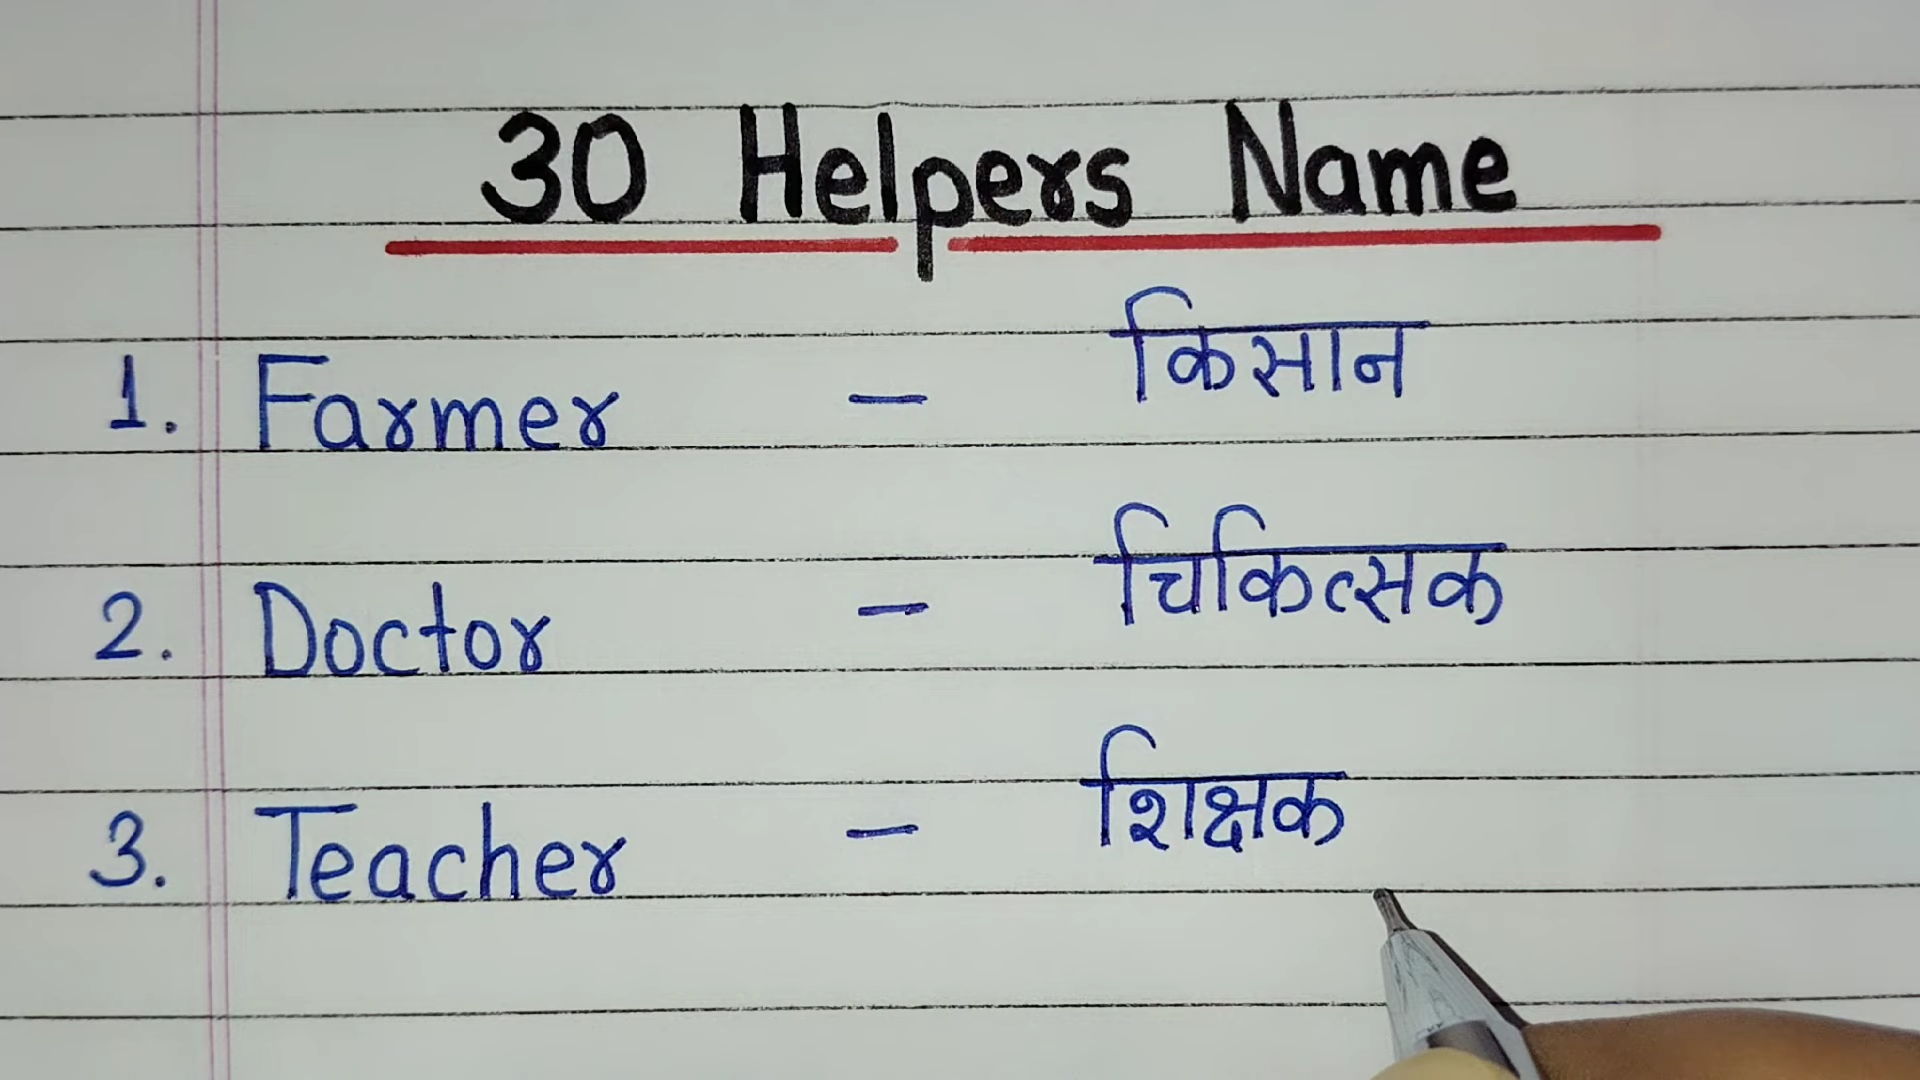 30 Helpers Name
1. Farmer - किसान
2. Doctor - चिकित्सक
3. Teacher - शिक्षक